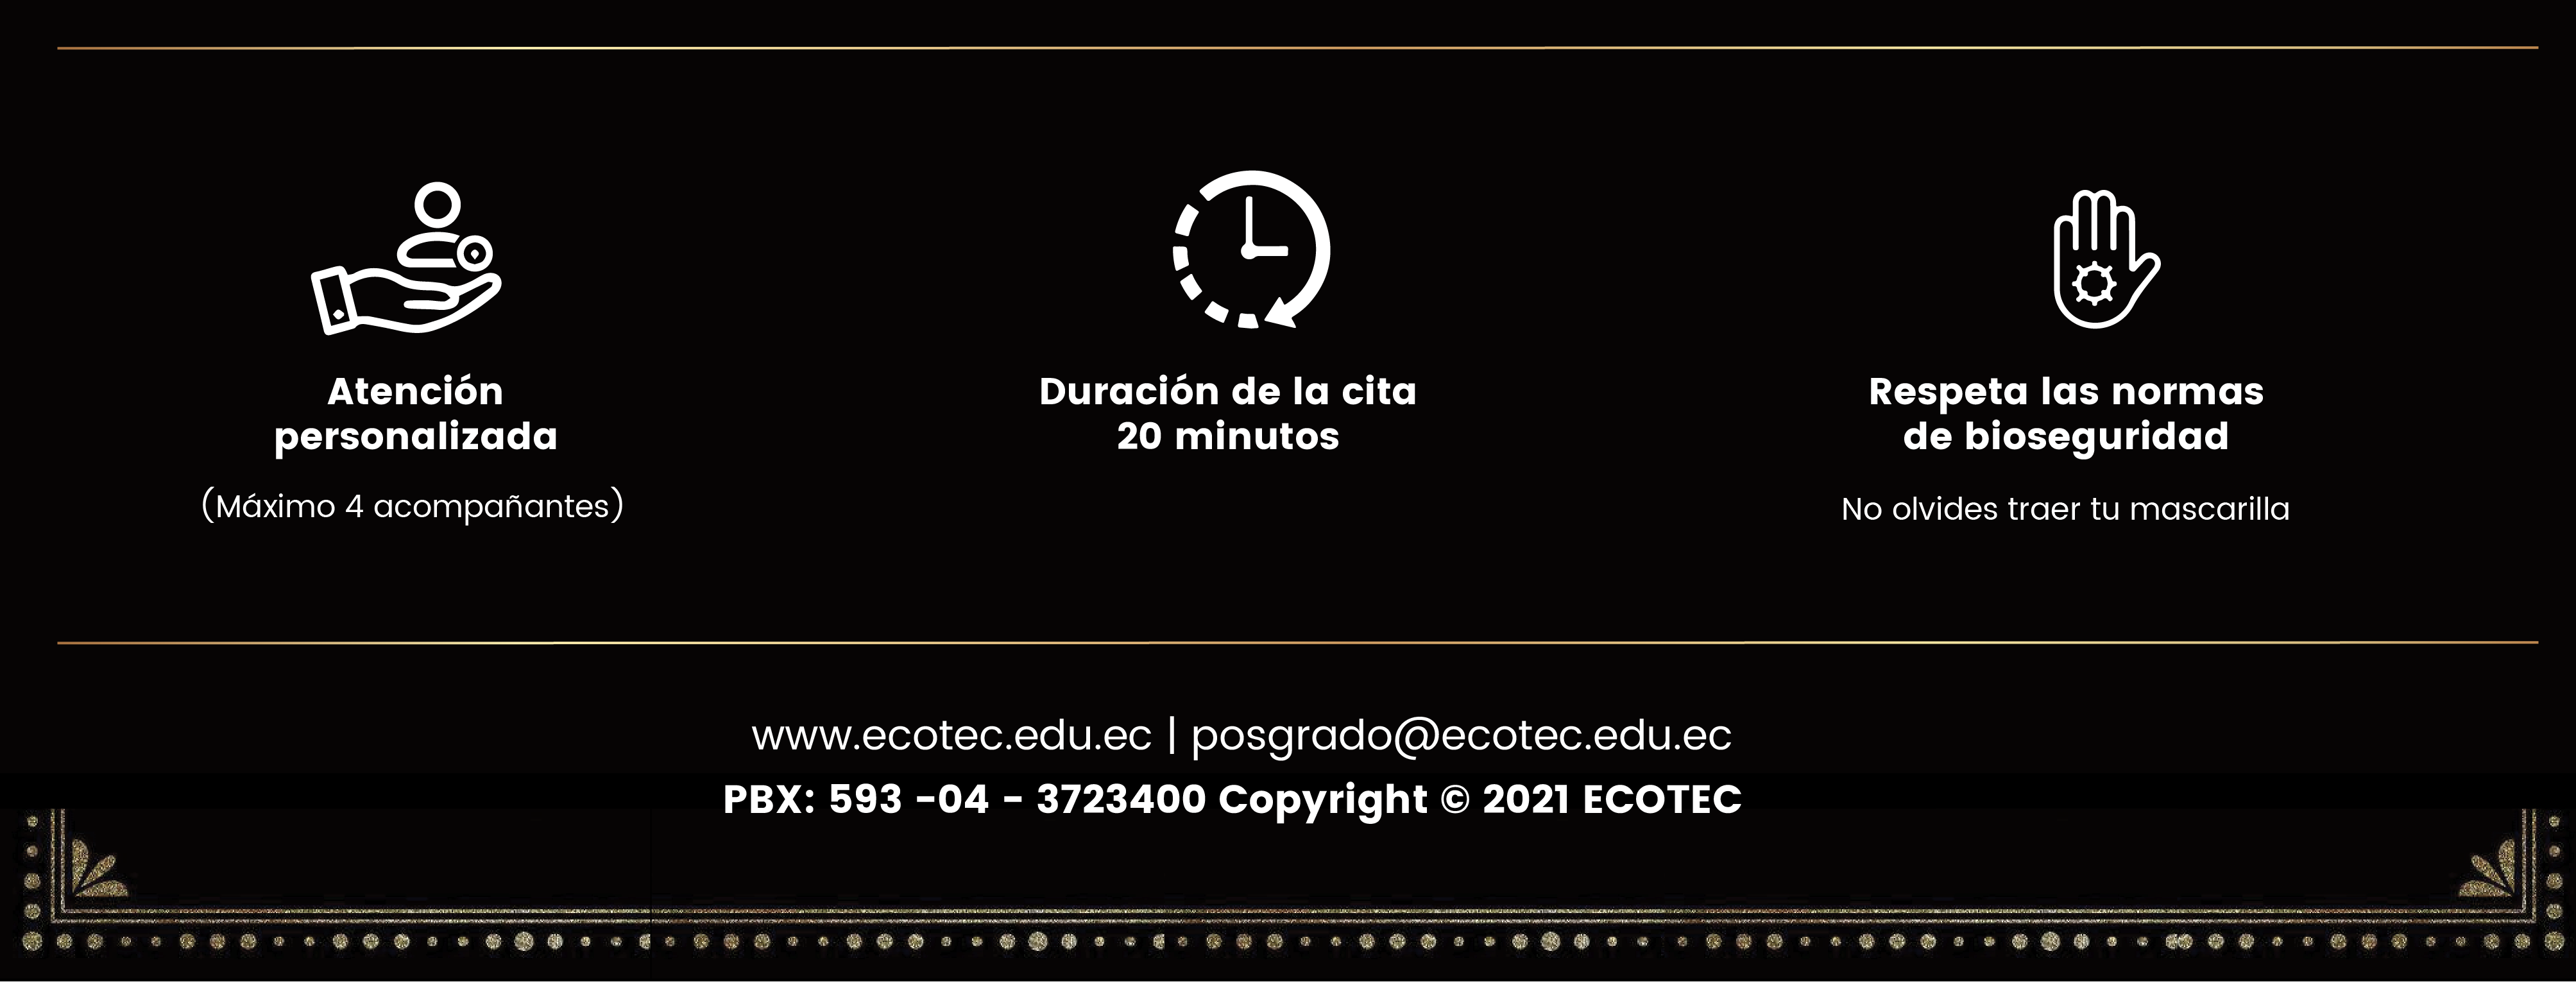 Atención
personalizada
(Máximo 4 acompañantes)
Duración de la cita
20 minutos
Respeta las normas
de bioseguridad
No olvides traer tu mascarilla
www.ecotec.edu.ec | posgrado@ecotec.edu.ec
PBX: 593 -04 - 3723400 Copyright © 2021 ECOTEC